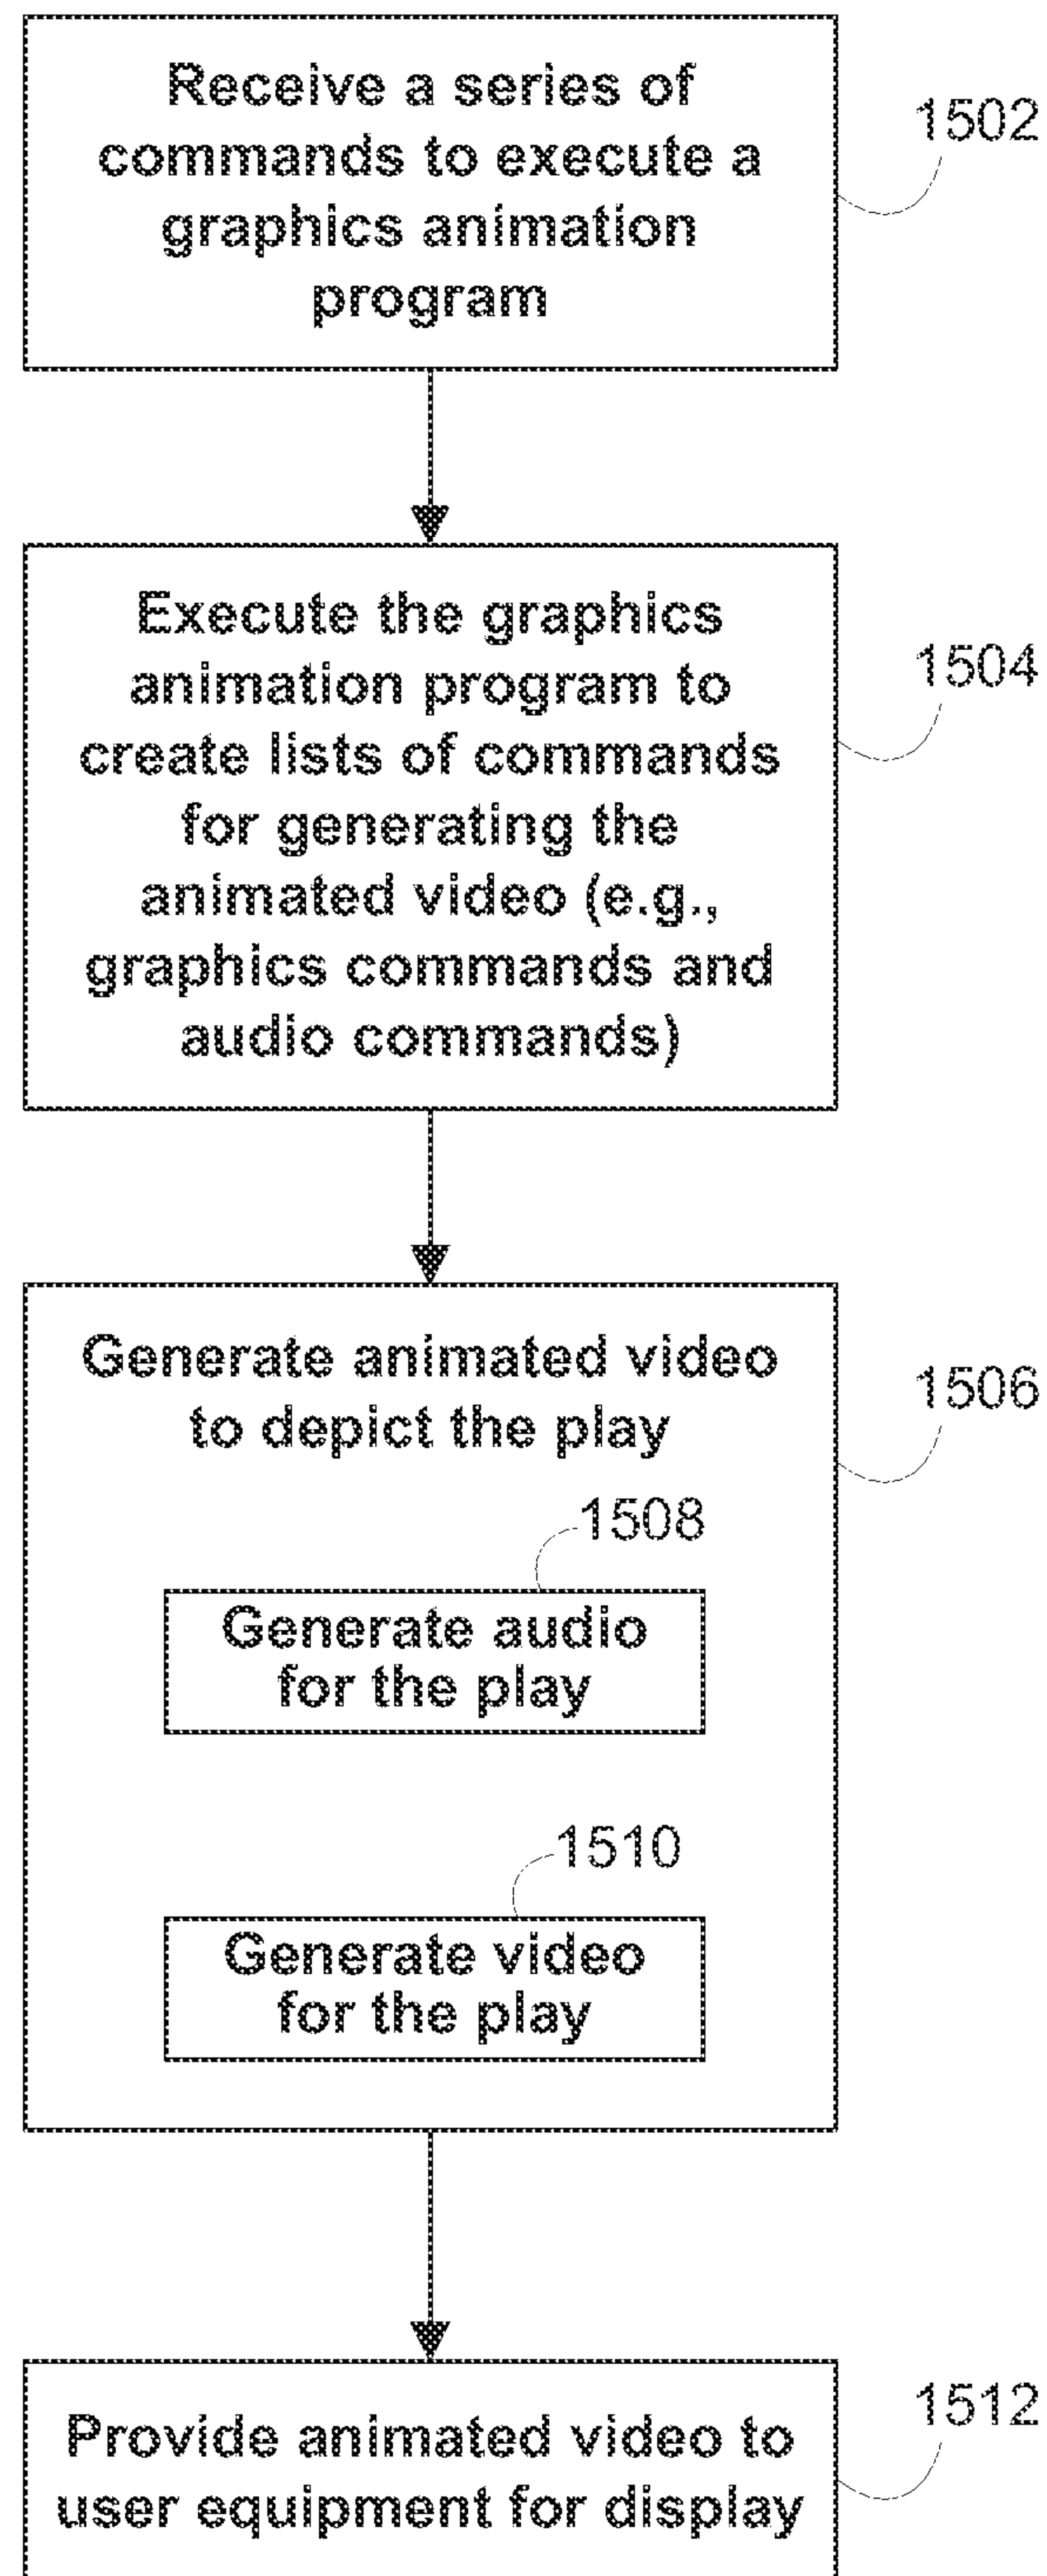 Receive a series of
commands to execute a
graphics animation
program
1502
Execute the graphics
animation program to
create lists of commands
for generating the
animated video (e.g.,
graphics commands and
audio commands)
1504
Generate animated video
to depict the play
1506
1508
Generate audio
for the play
1510
Generate video
for the play
Provide animated video to
user equipment for display
1512